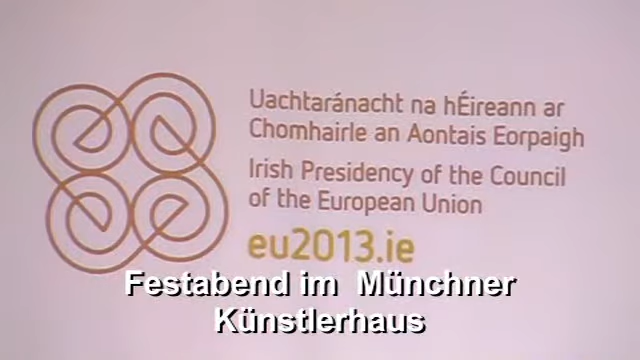 Uachtaránacht na hÉireann ar
Chomhairle an Aontais Eorpaigh
Irish Presidency of the Council
of the European Union
eu2013.ie
Festabend im  Münchner
Künstlerhaus